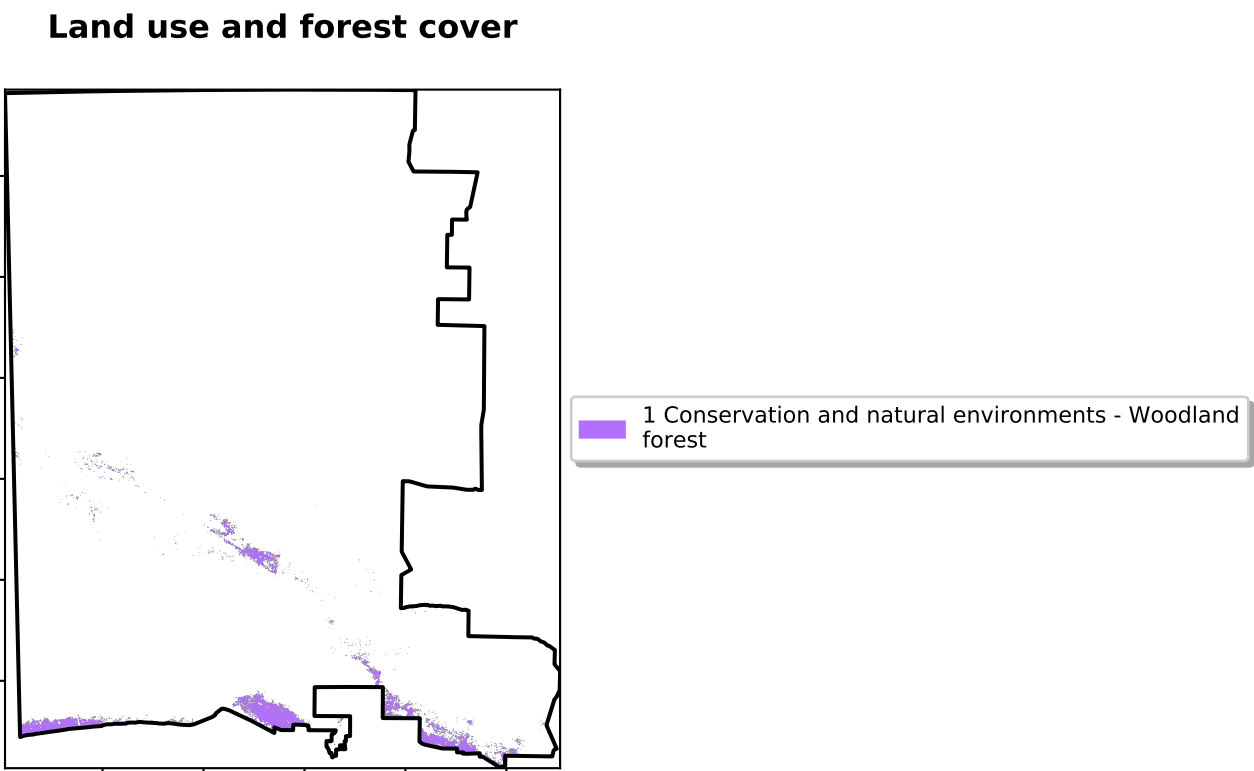 Land use and forest cover
1 Conservation and natural environments - Woodland
forest